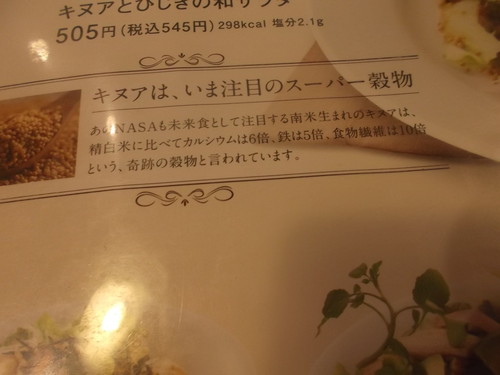 キヌアとひじきの和サラダ
505円(税込545円) 298kcal 塩分2.1g
キヌアは、いま注目のスーパー穀物
あのNASAも未来食として注目する南米生まれのキヌアは、
精白米に比べてカルシウムは6倍、鉄は5倍、食物繊維は10倍
という、奇跡の穀物と言われています。